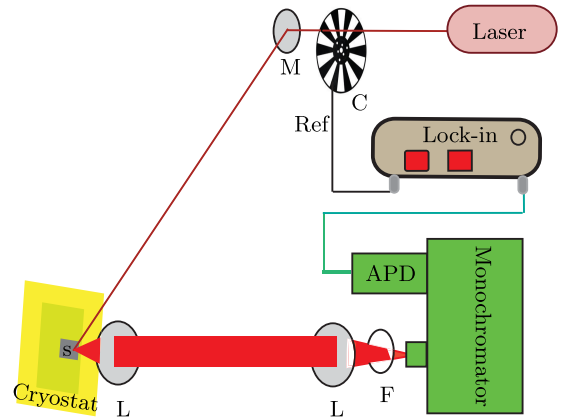 Laser
M
C
Ref
Lock-in
APD
Monochromator
s
Cryostat
L
L
F